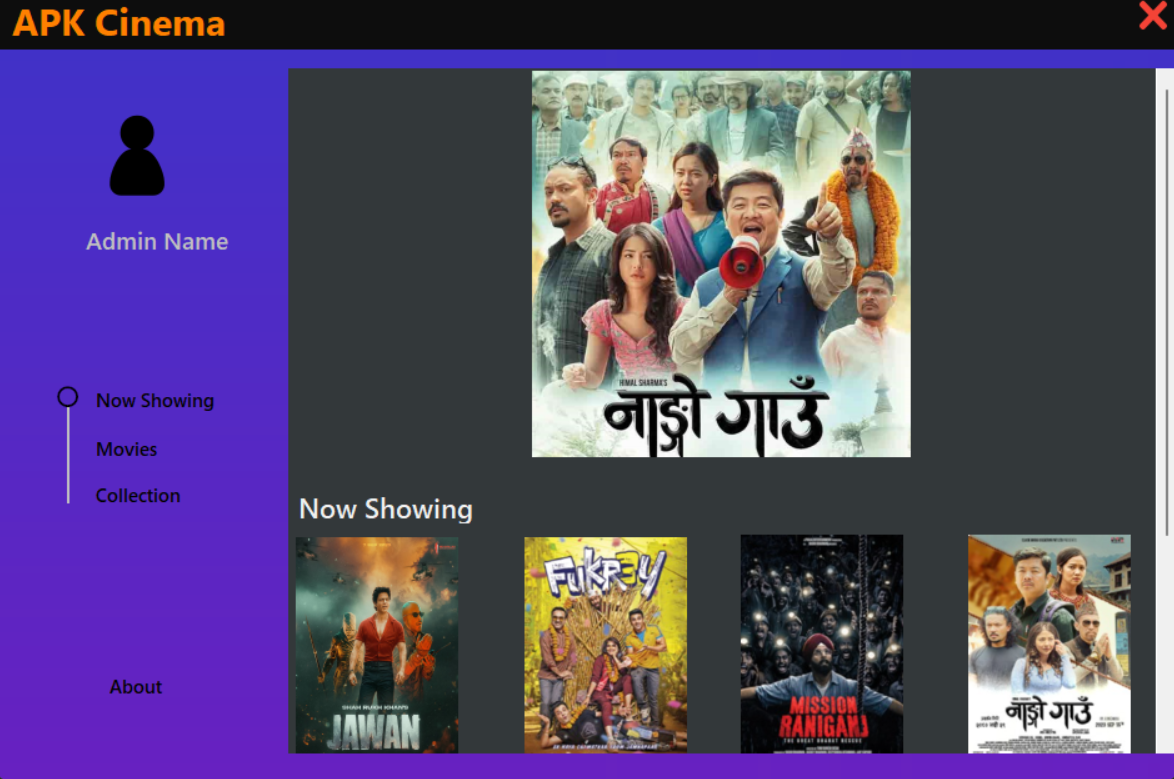 APK Cinema
Admin Name
Now Showing
Movies
Collection
About
HIMAL SHARMA'S
नाङ्गो गाउँ
Now Showing
SHAH RUKH KHAN'S
JAWAN
FUKR3Y
MISSION
RANIGANJ
THE GREAT BHARAT RESCUE
नाङ्गो गाउँ